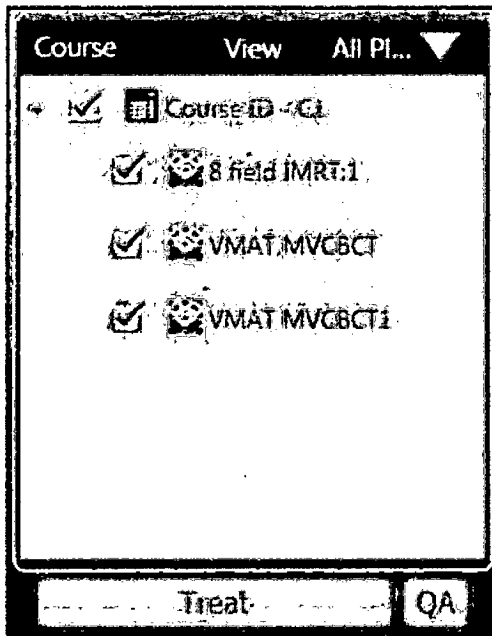 Course View All Pl...
Course ID - C1
8 field IMRT:1
VMAT MVCBCT
VMAT MVCBCT1
Treat QA